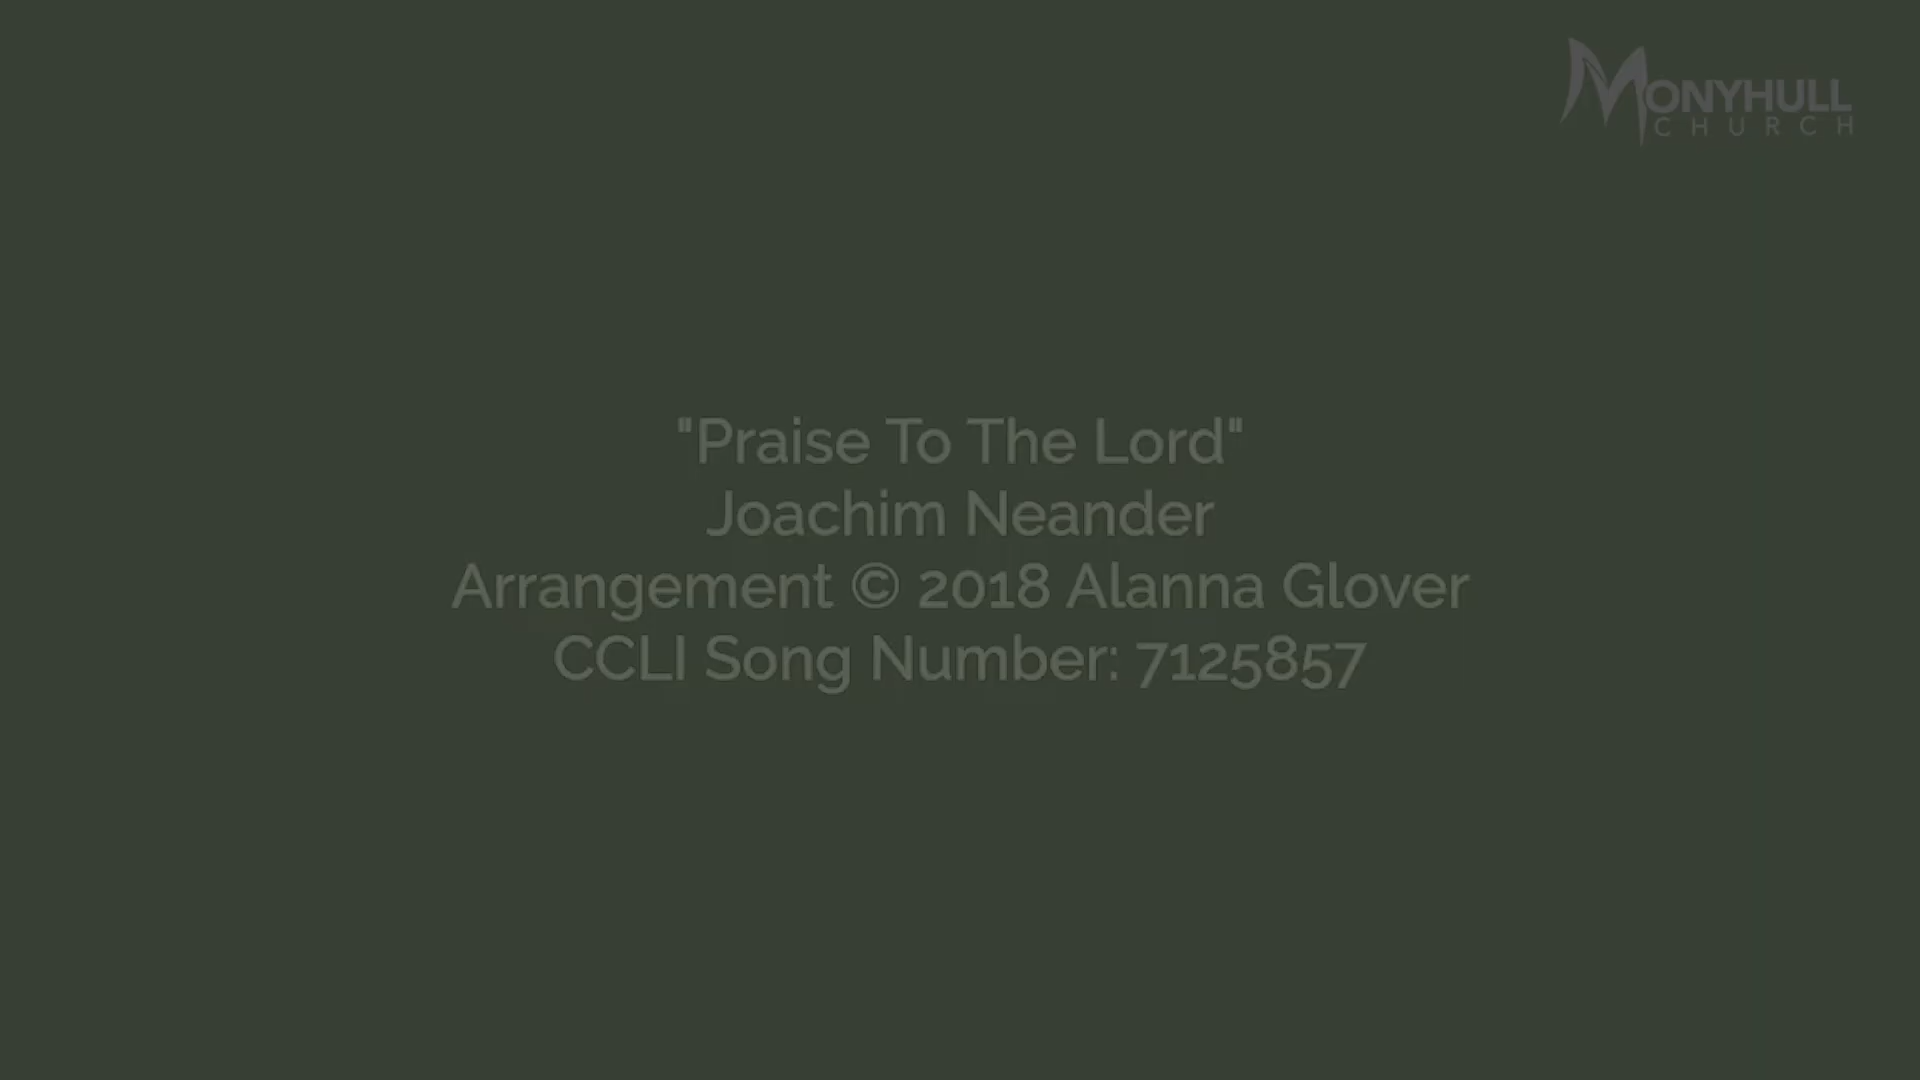 MONYHULL
CHURCH
"Praise To The Lord"
Joachim Neander
Arrangement © 2018 Alanna Glover
CCLI Song Number: 7125857